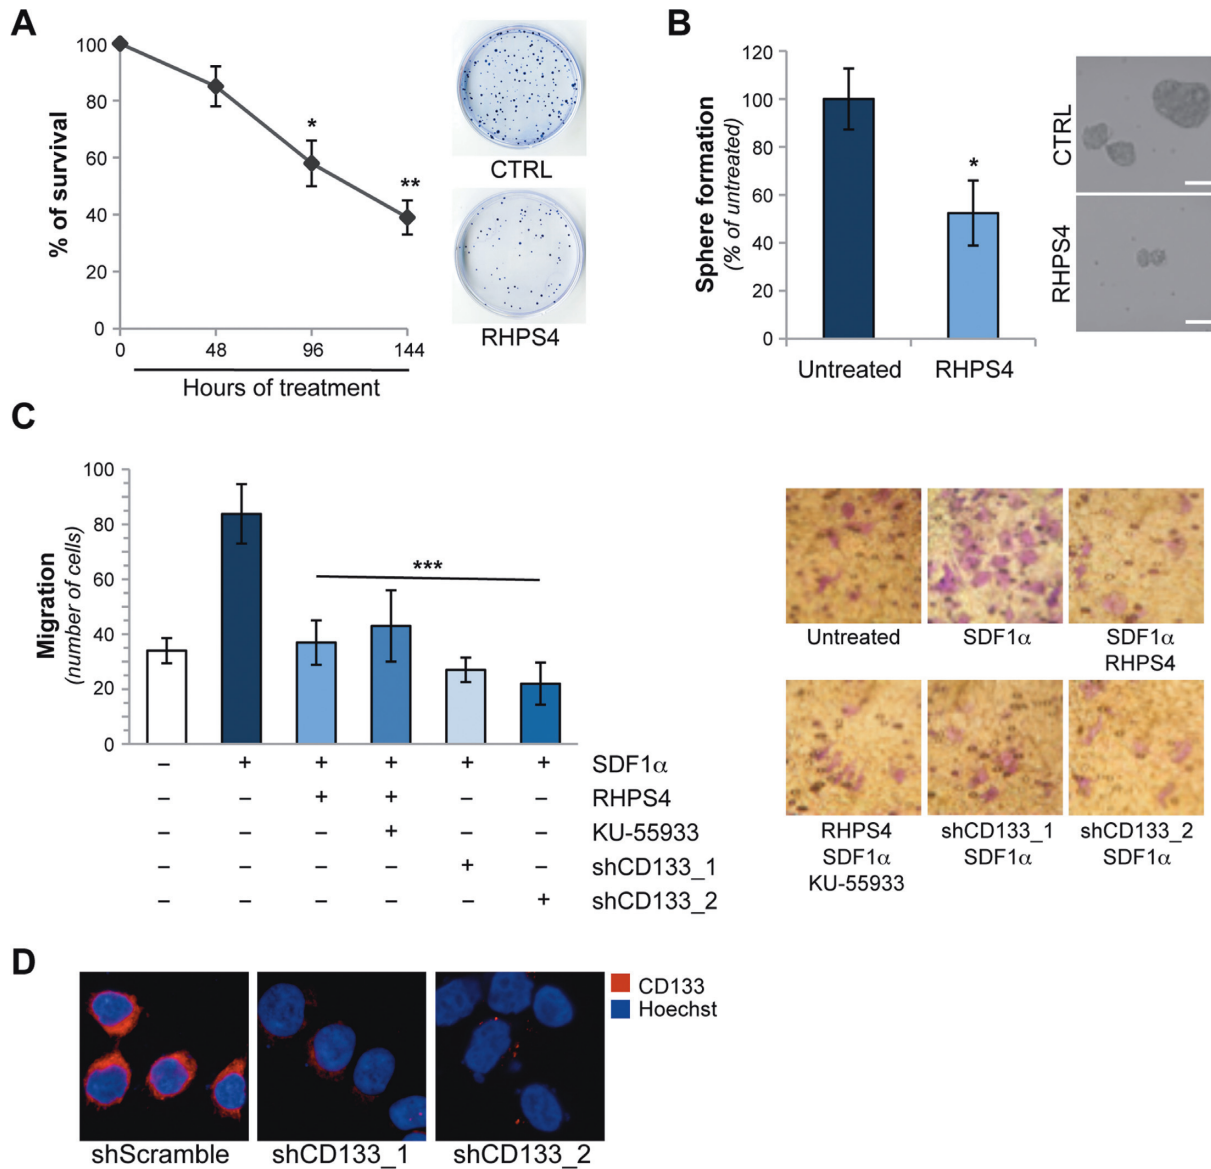 A
% of survival
100
80
60
40
20
0
*
**
0 48 96 144
Hours of treatment
CTRL
RHPS4
B
Sphere formation
(% of untreated)
120
100
80
60
40
20
0
*
Untreated RHPS4
CTRL
RHPS4
C
Migration
(number of cells)
100
80
60
40
20
0
***
– + + + + + SDF1α
– – + + – – RHPS4
– – – + – – KU-55933
– – – – + – shCD133_1
– – – – – + shCD133_2
Untreated
SDF1α
SDF1α
RHPS4
RHPS4
SDF1α
KU-55933
shCD133_1
SDF1α
shCD133_2
SDF1α
D
CD133
Hoechst
shScramble shCD133_1 shCD133_2